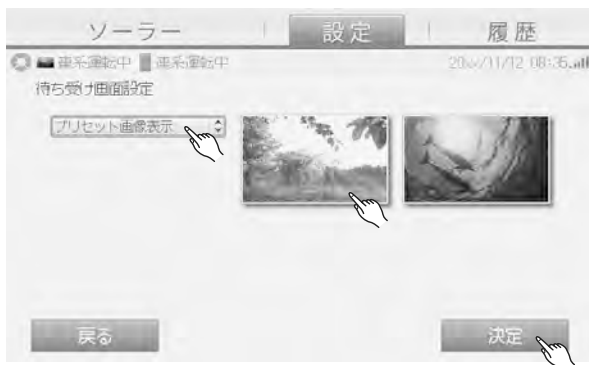 ソーラー 設定 履歴
連系運転中 連系運転中 20xx/11/12 08:35
待ち受け画面設定
プリセット画像表示
戻る 決定